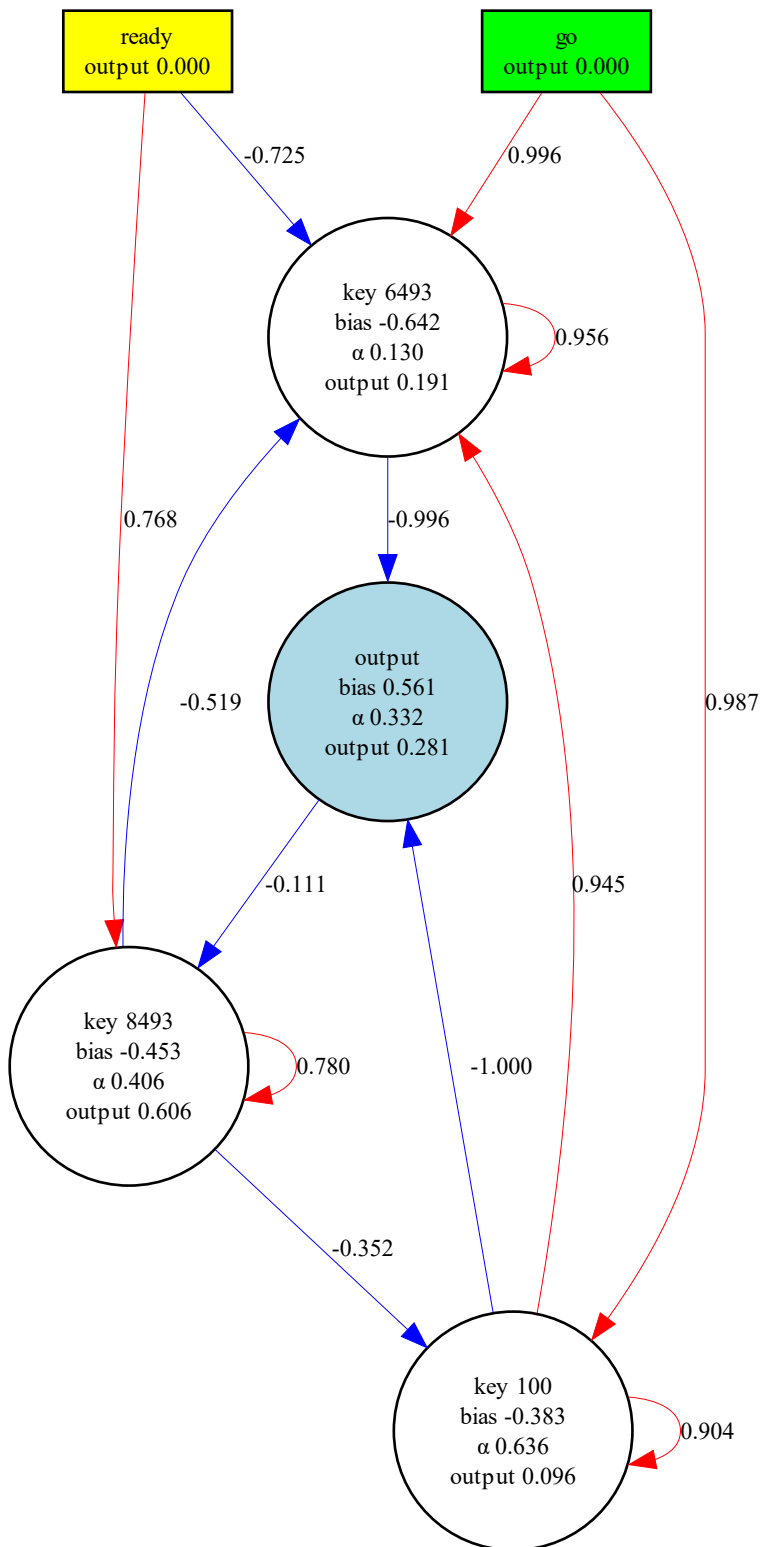 ready
output 0.000
go
output 0.000
-0.725
0.996
key 6493
bias -0.642
α 0.130
output 0.191
0.956
0.768
-0.996
-0.519
output
bias 0.561
α 0.332
output 0.281
0.987
-0.111
0.945
key 8493
bias -0.453
α 0.406
output 0.606
0.780
-1.000
-0.352
key 100
bias -0.383
α 0.636
output 0.096
0.904